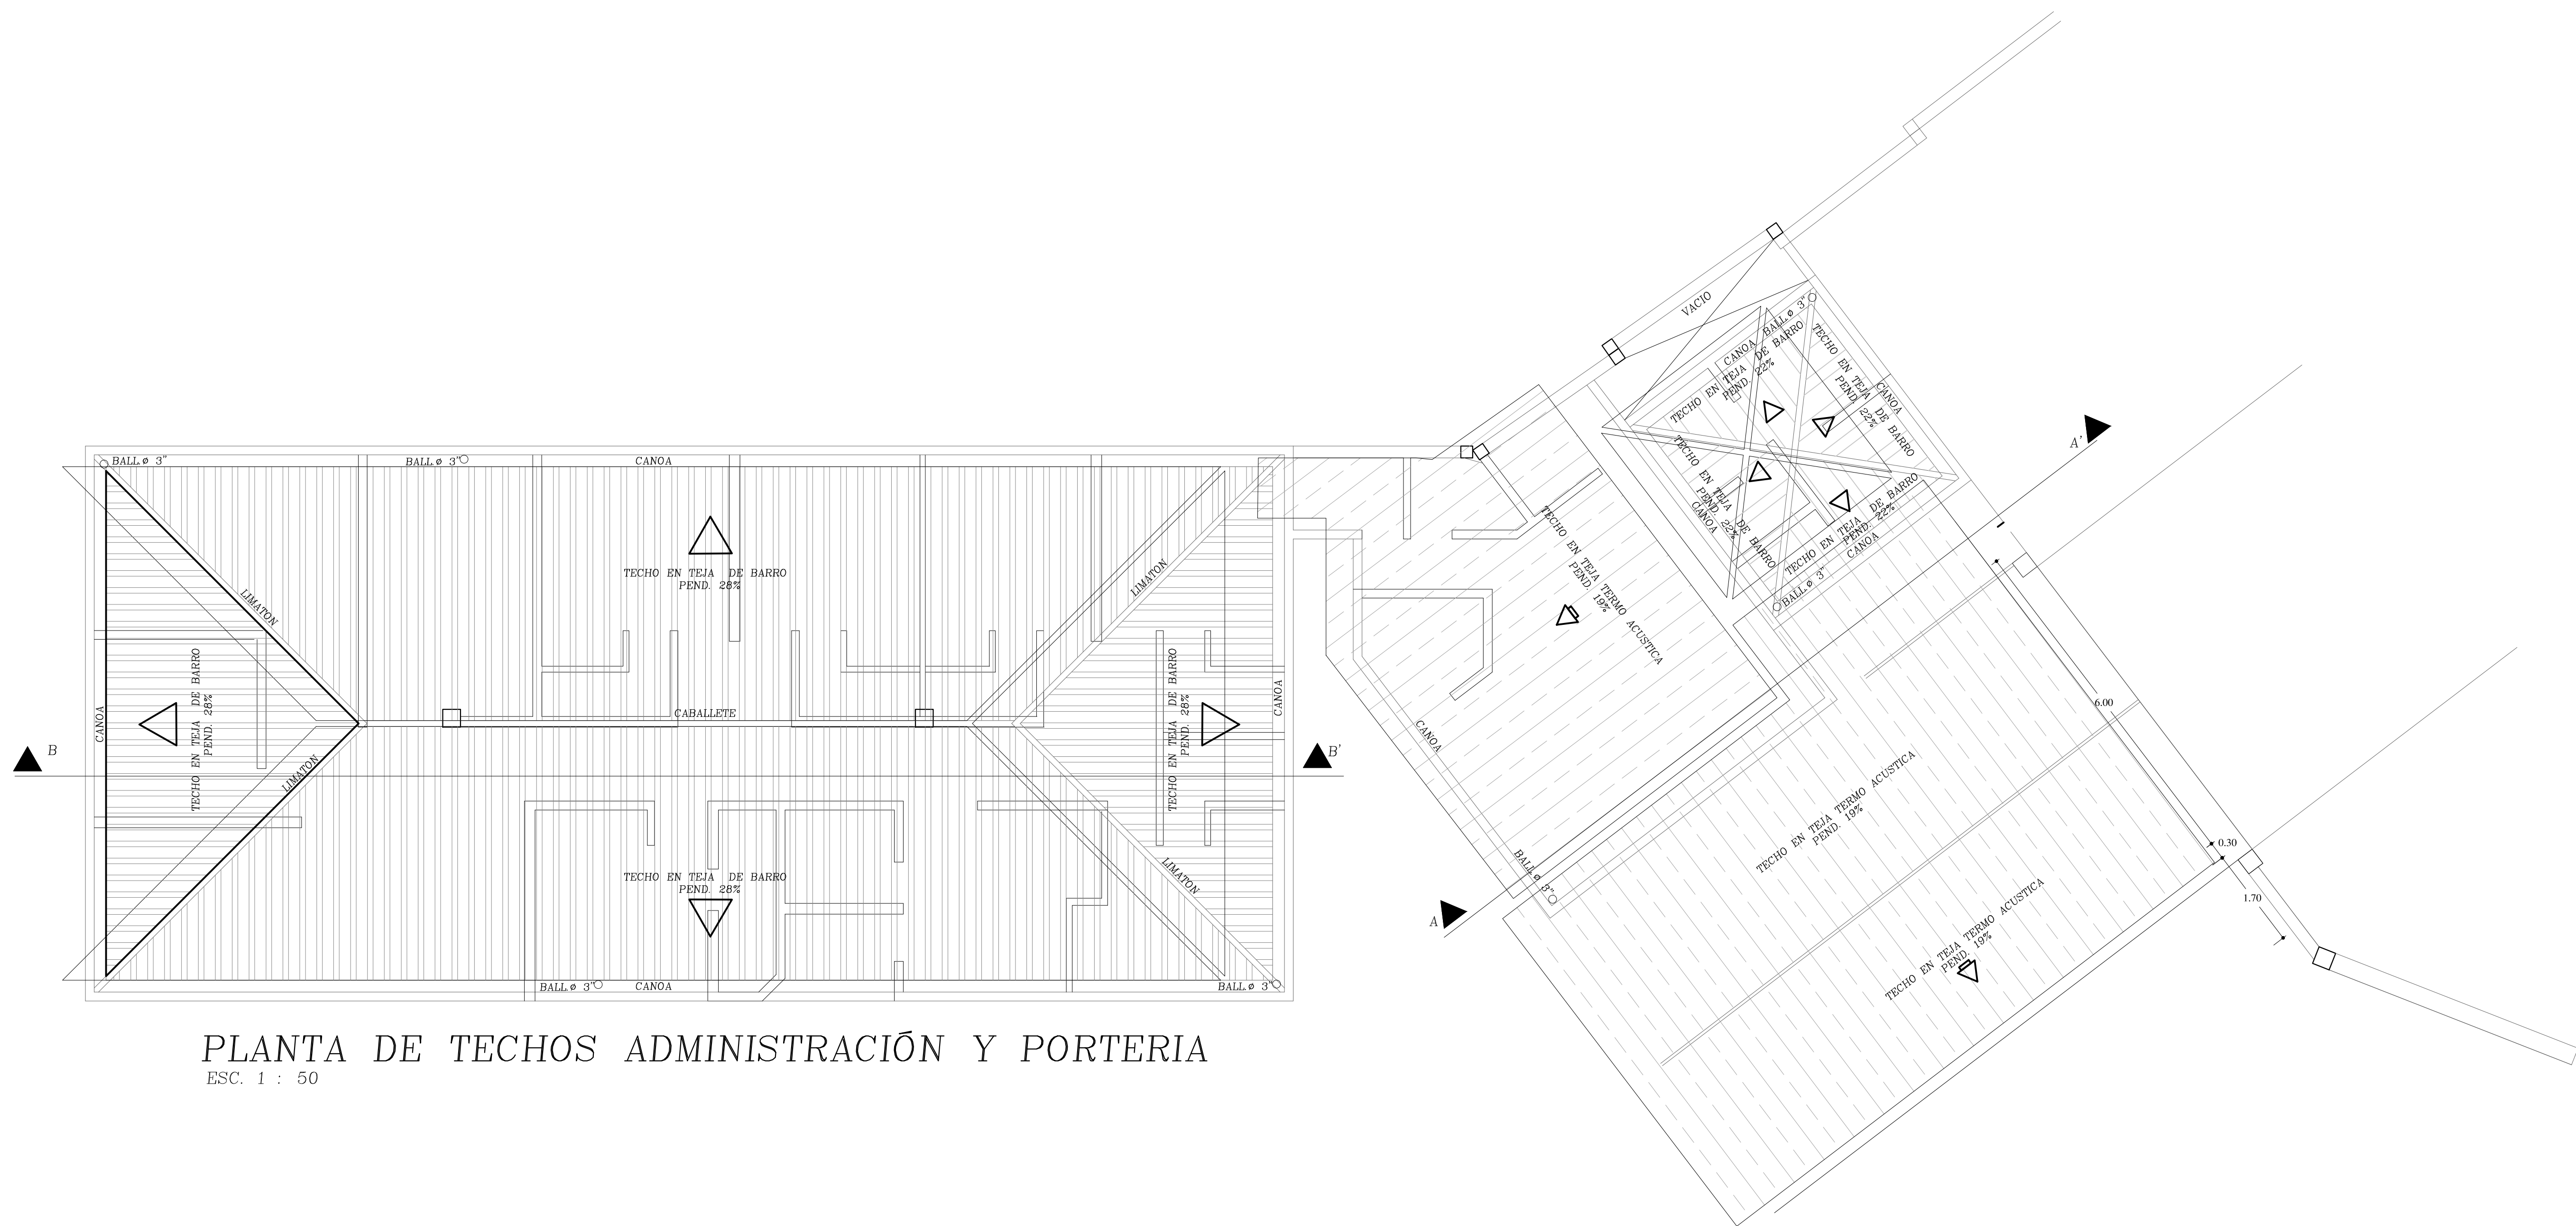 BALL.ø 3"
BALL.ø 3"
CANOA
TECHO EN TEJA DE BARRO
PEND. 28%
LIMATON
LIMATON
CABALLETE
CANOA
TECHO EN TEJA DE BARRO
PEND. 28%
LIMATON
TECHO EN TEJA DE BARRO
PEND. 28%
CANOA
LIMATON
B
B'
TECHO EN TEJA DE BARRO
PEND. 28%
BALL.ø 3"
CANOA
BALL.ø 3"
VACIO
CANOA
BALL.ø 3"
TECHO EN TEJA DE BARRO
PEND. 22%
TECHO EN TEJA DE BARRO
PEND. 22%
CANOA
TECHO EN TEJA DE BARRO
PEND. 22%
CANOA
TECHO EN TEJA DE BARRO
PEND. 22%
CANOA
BALL.ø 3"
A'
TECHO EN TEJA TERMO ACUSTICA
PEND. 19%
CANOA
BALL.ø 3"
A
6.00
0.30
1.70
TECHO EN TEJA TERMO ACUSTICA
PEND. 19%
TECHO EN TEJA TERMO ACUSTICA
PEND. 19%
PLANTA DE TECHOS ADMINISTRACIÓN Y PORTERIA
ESC. 1 : 50